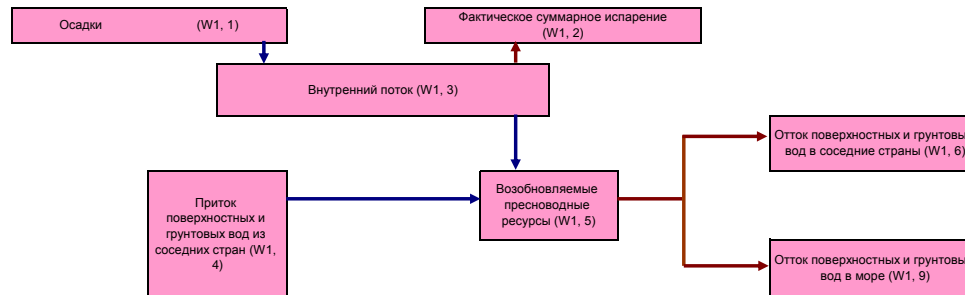 Осадки (W1, 1)
Фактическое суммарное испарение
(W1, 2)
Внутренний поток (W1, 3)
Приток
поверхностных и
грунтовых вод из
соседних стран (W1,
4)
Возобновляемые
пресноводные
ресурсы (W1, 5)
Отток поверхностных и грунтовы
вод в соседние страны (W1, 6)
Отток поверхностных и грунтовы
вод в море (W1, 9)